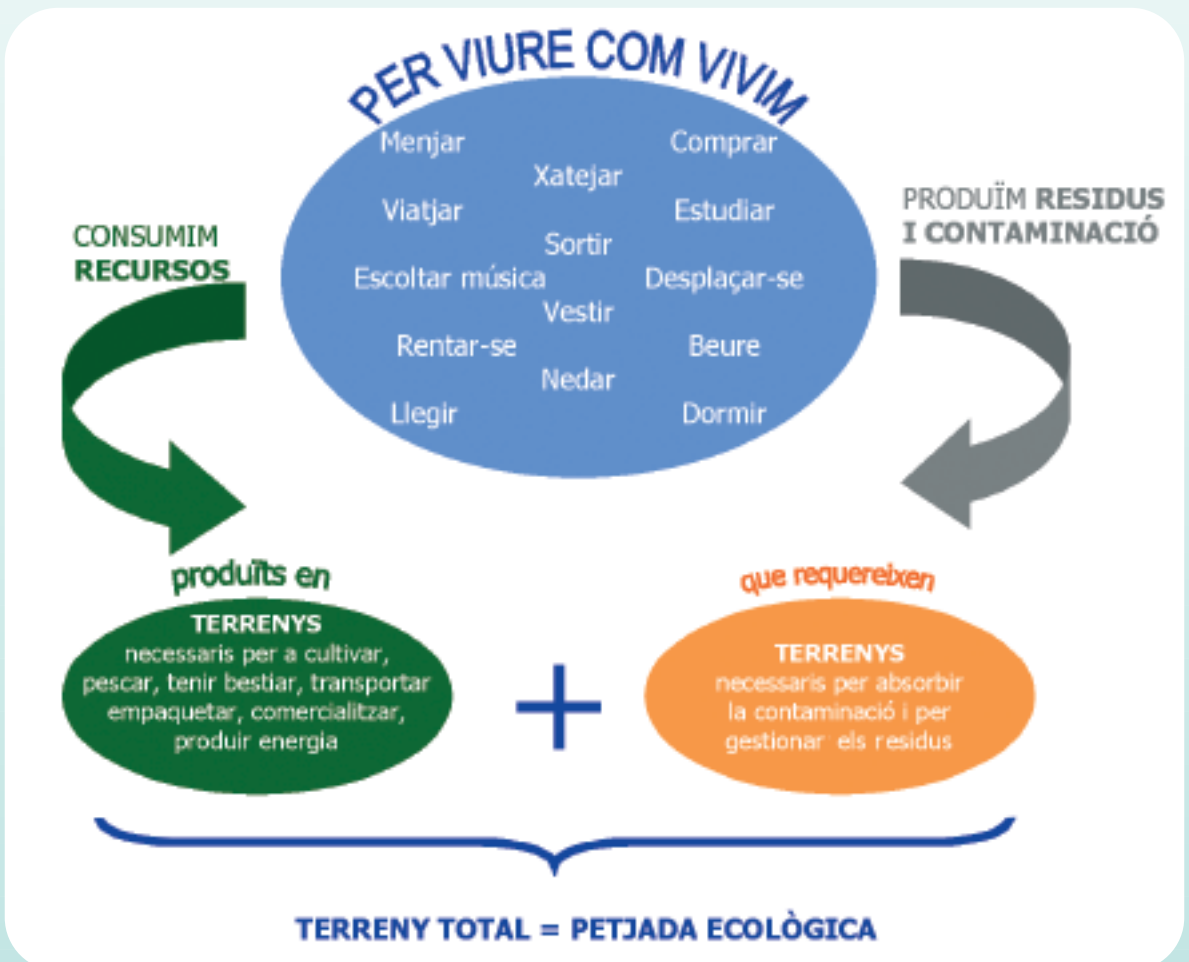 PER VIURE COM VIVIM
Menjar
Comprar
Xatejar
Viatjar
Estudiar
Sortir
Escoltar música
Desplaçar-se
Vestir
Rentar-se
Beure
Nedar
Llegir
Dormir
CONSUMIM
RECURSOS
PRODUÏM RESIDUS
I CONTAMINACIÓ
produïts en
TERRENYS
necessaris per a cultivar,
pescar, tenir bestiar, transportar
empaquetar, comercialitzar,
produir energia
+
que requereixen
TERRENYS
necessaris per absorbir
la contaminació i per
gestionar els residus
TERRENY TOTAL = PETJADA ECOLÒGICA